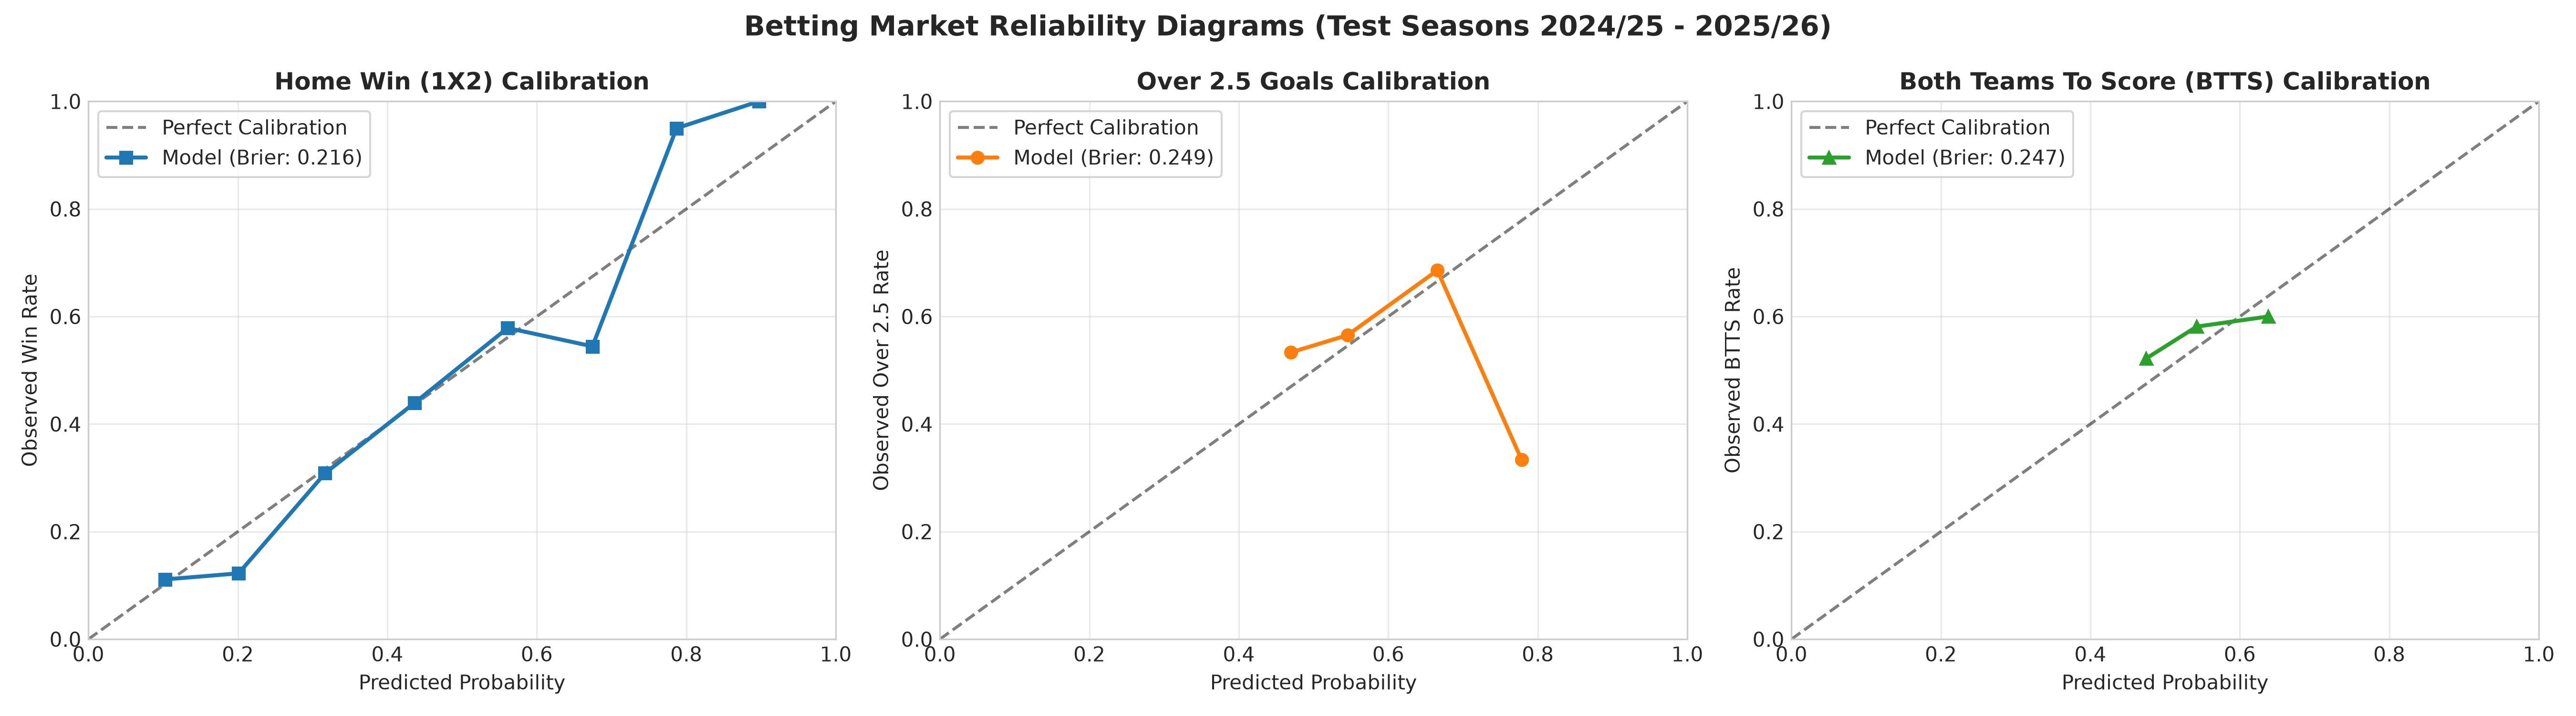 Betting Market Reliability Diagrams (Test Seasons 2024/25 - 2025/26)
Home Win (1X2) Calibration
Perfect Calibration
Model (Brier: 0.216)
Observed Win Rate
1.0
0.8
0.6
0.4
0.2
0.0
0.0 0.2 0.4 0.6 0.8 1.0
Predicted Probability
Over 2.5 Goals Calibration
Perfect Calibration
Model (Brier: 0.249)
Observed Over 2.5 Rate
1.0
0.8
0.6
0.4
0.2
0.0
0.0 0.2 0.4 0.6 0.8 1.0
Predicted Probability
Both Teams To Score (BTTS) Calibration
Perfect Calibration
Model (Brier: 0.247)
Observed BTTS Rate
1.0
0.8
0.6
0.4
0.2
0.0
0.0 0.2 0.4 0.6 0.8 1.0
Predicted Probability